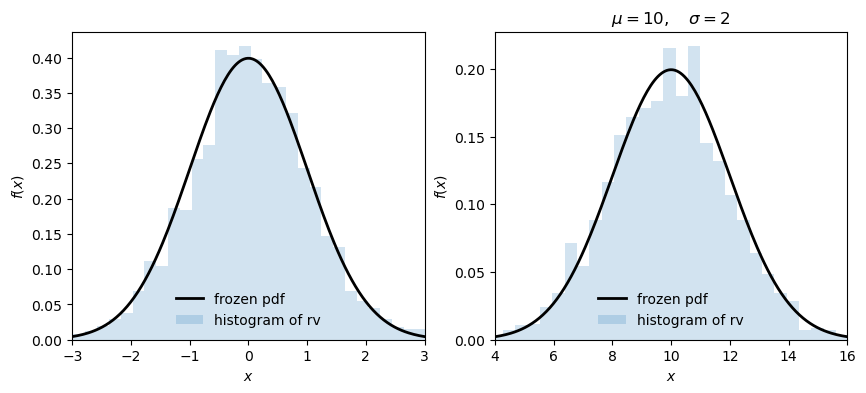 0.40
0.35
0.30
0.25
0.20
0.15
0.10
0.05
0.00
f(x)
−3 −2 −1 0 1 2 3
x
frozen pdf
histogram of rv
μ = 10,   σ = 2
0.20
0.15
0.10
0.05
0.00
f(x)
4 6 8 10 12 14 16
x
frozen pdf
histogram of rv